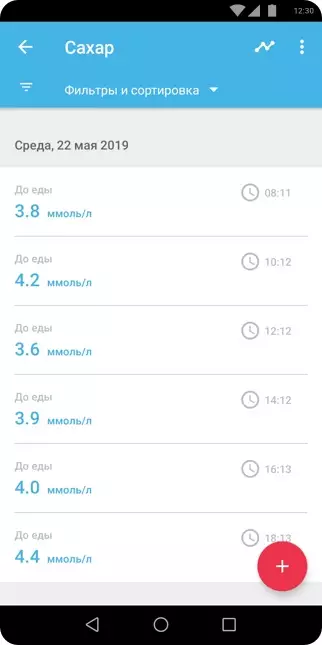 12:30
Сахар
Фильтры и сортировка
Среда, 22 мая 2019
До еды
3.8 ммоль/л
08:11
До еды
4.2 ммоль/л
10:12
До еды
3.6 ммоль/л
12:12
До еды
3.9 ммоль/л
14:12
До еды
4.0 ммоль/л
16:13
До еды
4.4 ммоль/л
18:13